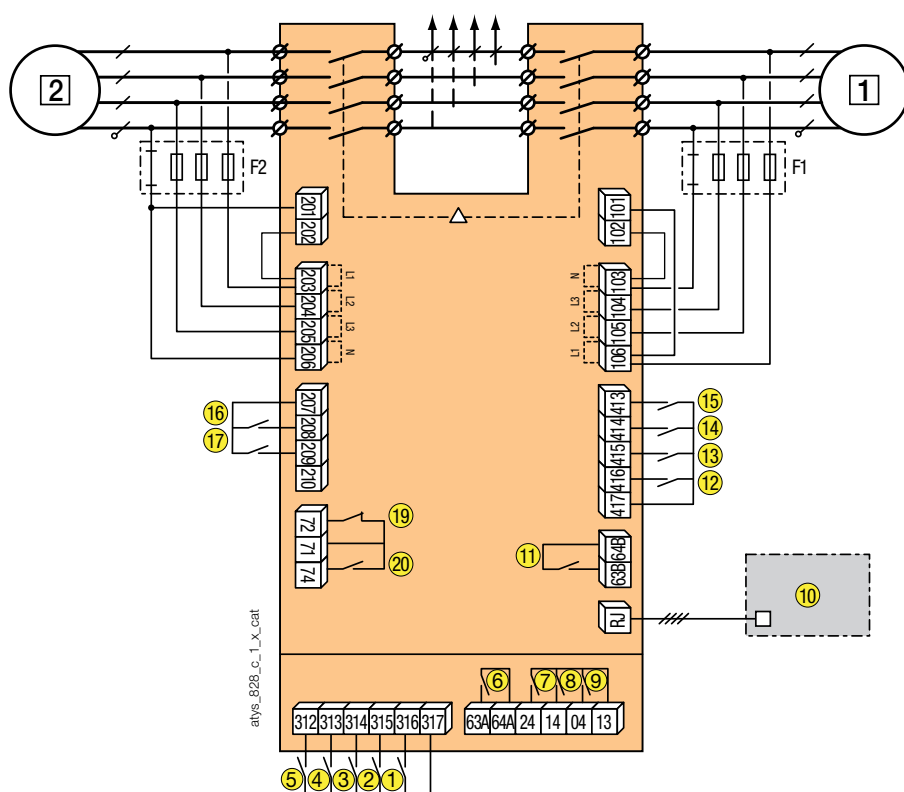 2
1
F2
F1
201
202
101
102
203
204
205
206
L1
L2
L3
N
N
L3
L2
L1
103
104
105
106
207
208
209
210
16
17
413
414
415
416
417
15
14
13
12
72
71
74
19
20
11
64B
63B
RJ
10
atys_828_c_1_x_cat
6
7
8
9
312 313 314 315 316 317
63A 64A 24 14 04 13
5 4 3 2 1